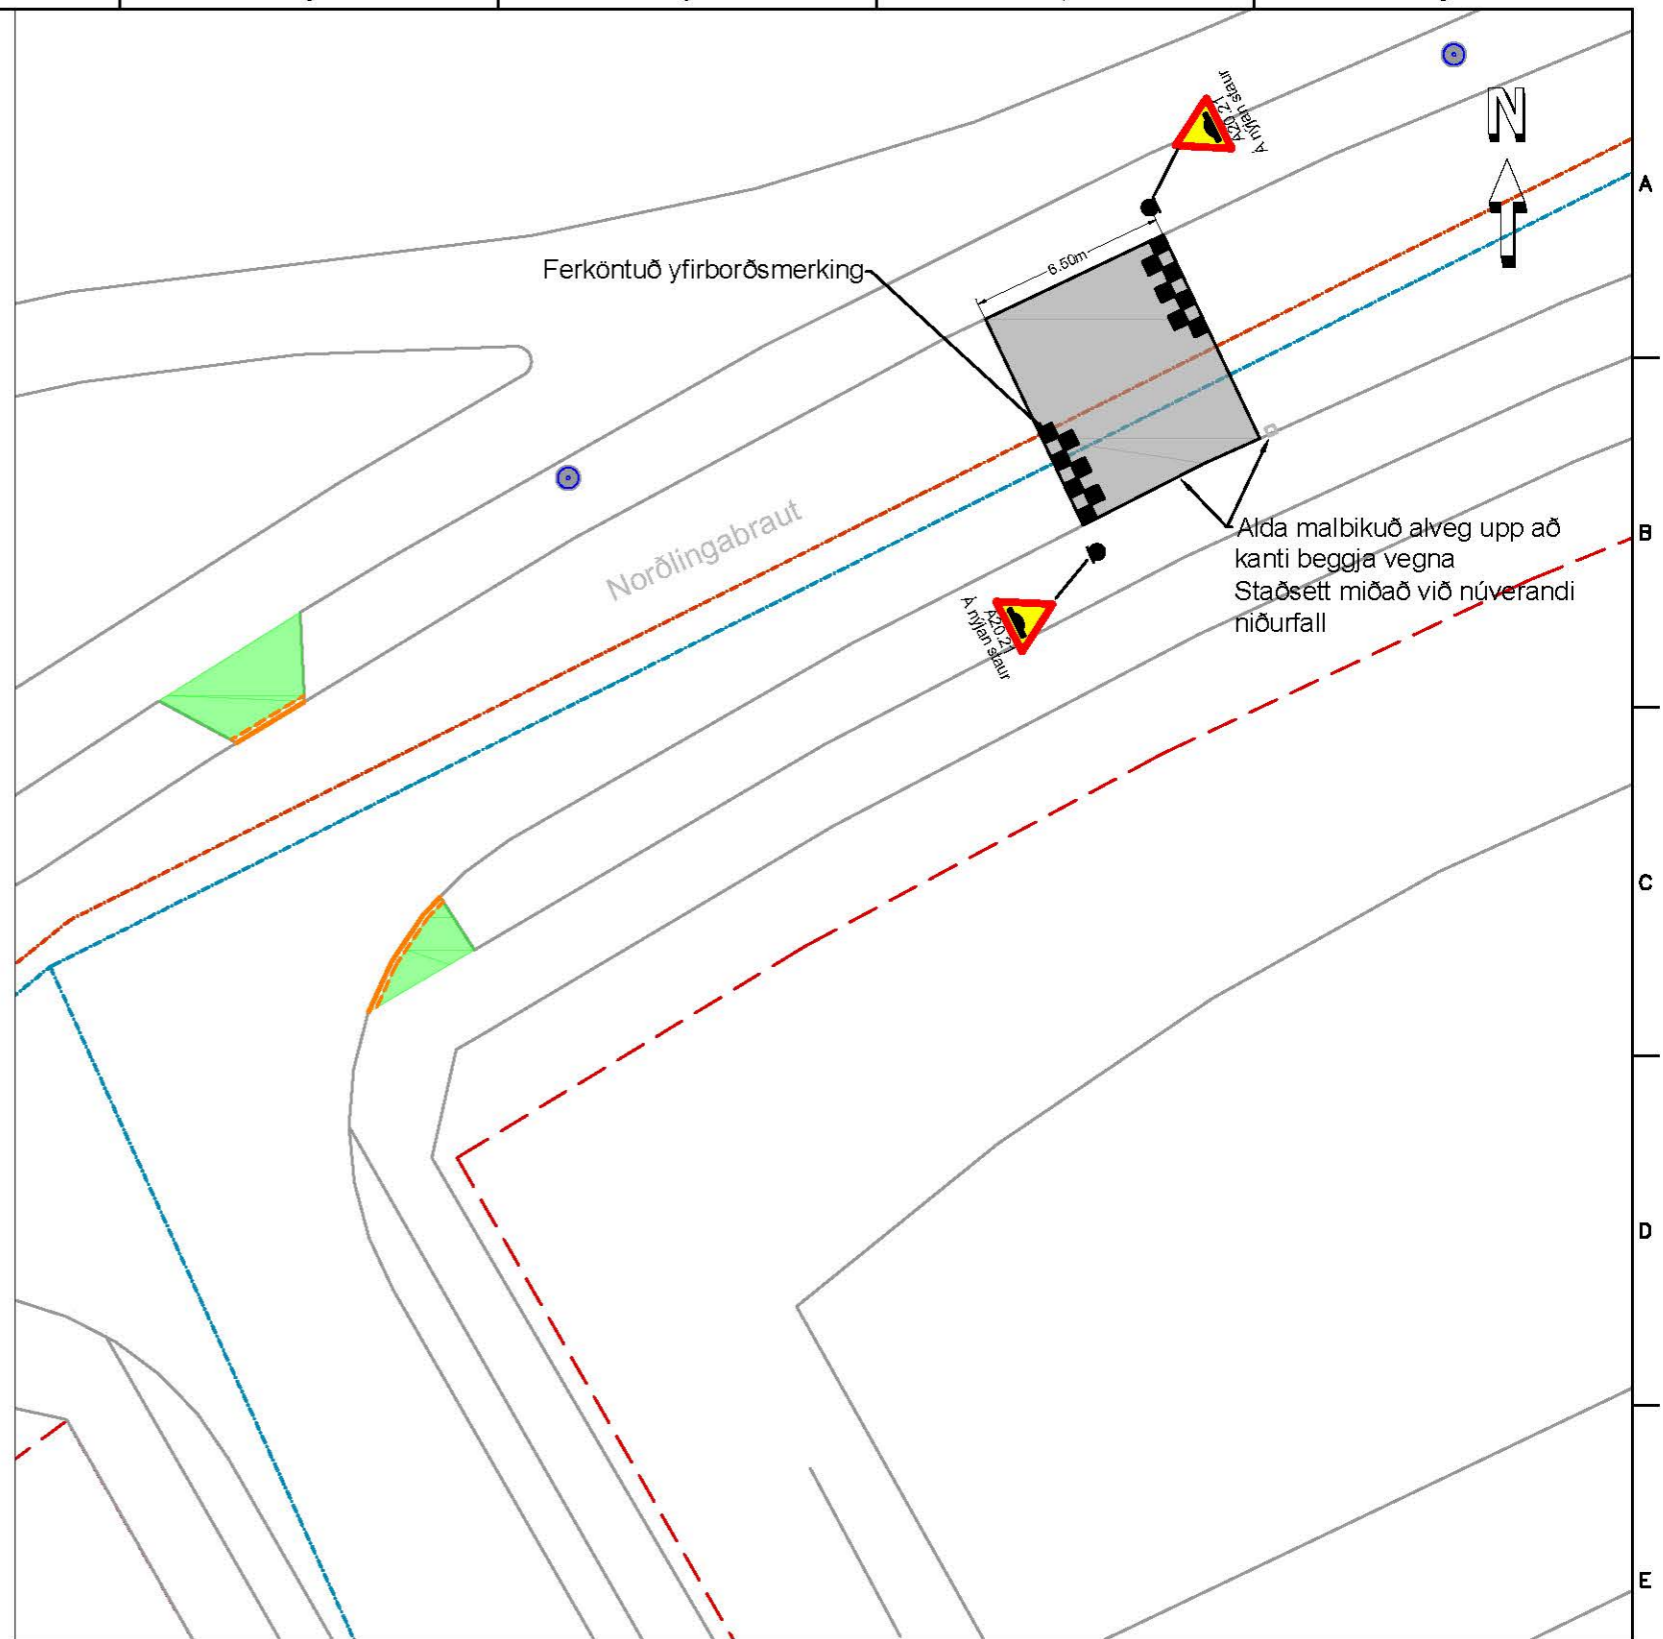 A20.21
Á nýjan staur
N
A
6.50m
Ferköntuð yfirborðsmerking
Norðlingabraut
Alda malbikuð alveg upp að
kanti beggja vegna
Staðsett miðað við núverandi
niðurfall
B
A20.21
Á nýjan staur
C
D
E